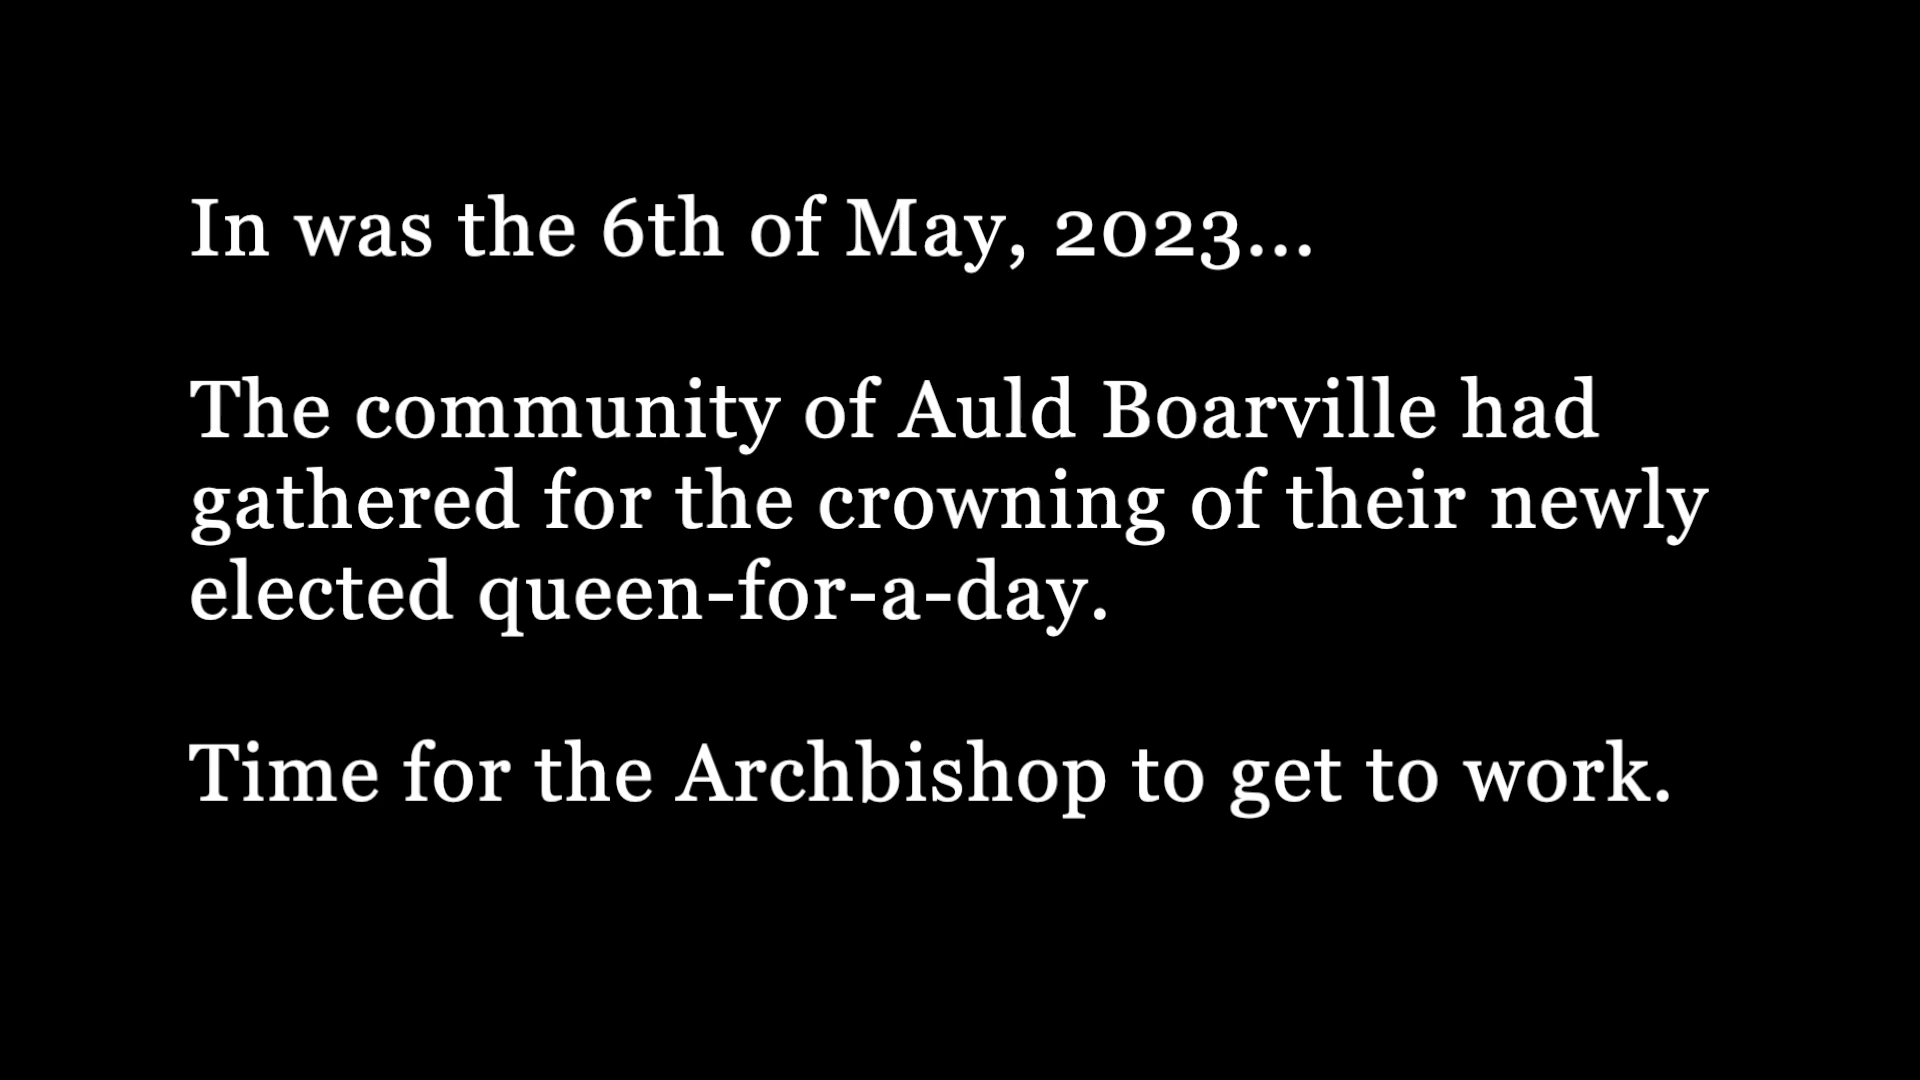 In was the 6th of May, 2023...
The community of Auld Boarville had
gathered for the crowning of their newly
elected queen-for-a-day.
Time for the Archbishop to get to work.